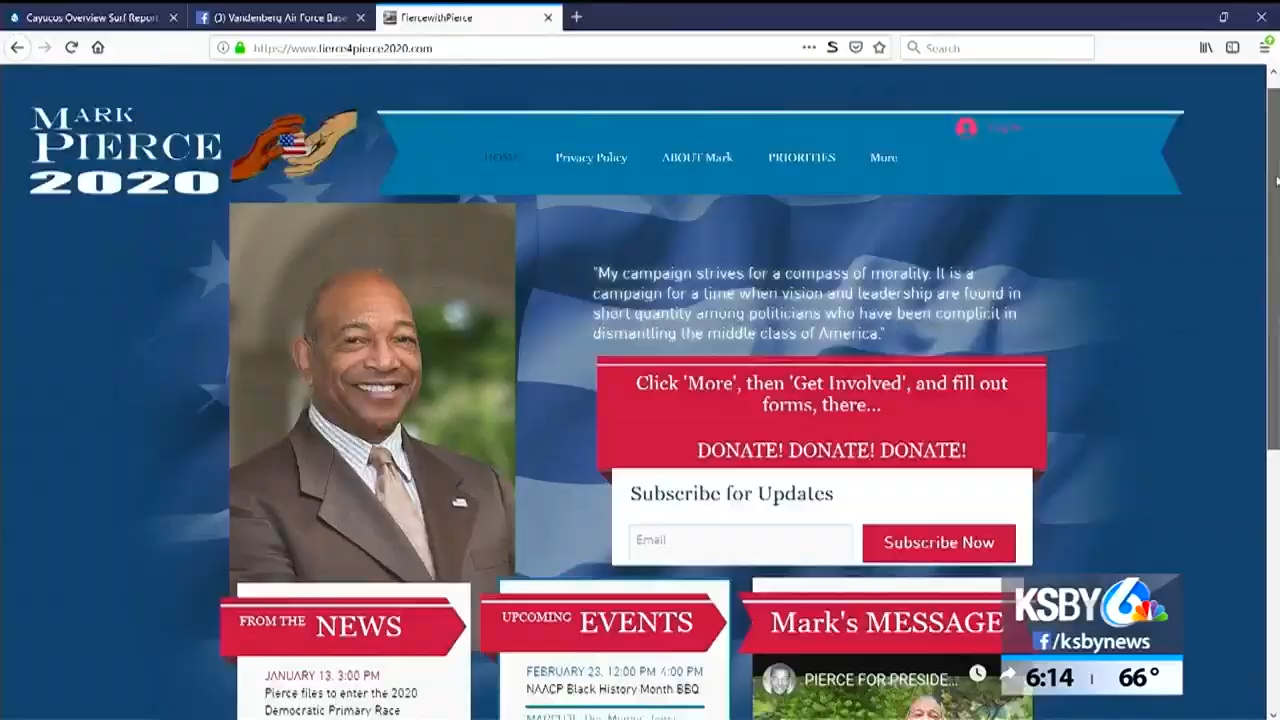 Cayucos Overview Surf Report
(3) Vandenberg Air Force Base
FiercewithPierce
https://www.fierce4pierce2020.com
S
Search
MARK
PIERCE
2020
HOME
Privacy Policy
ABOUT Mark
PRIORITIES
More
"My campaign strives for a compass of morality. It is a
campaign for a time when vision and leadership are found in
short quantity among politicians who have been complicit in
dismantling the middle class of America."
Click 'More', then 'Get Involved', and fill out
forms, there...
DONATE! DONATE! DONATE!
Subscribe for Updates
Email
Subscribe Now
FROM THE NEWS
JANUARY 13, 3:00 PM
Pierce files to enter the 2020
Democratic Primary Race
UPCOMING EVENTS
FEBRUARY 23, 12:00 PM 4:00 PM
NAACP Black History Month BBQ
Mark's MESSAGE
PIERCE FOR PRESIDE...
KSBY 6
f/ksbynews
6:14
66°